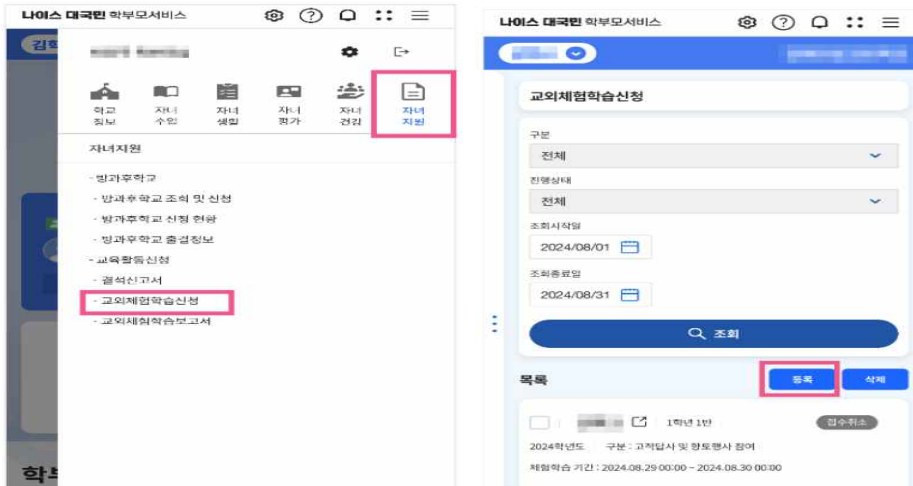 나이스 대국민 학부모서비스
김학
학교 정보
자녀 수업
자녀 생활
자녀 평가
자녀 건강
자녀 지원
자녀지원
- 방과후학교
· 방과후학교 조회 및 신청
· 방과후학교 신청 현황
· 방과후학교 출결정보
- 교육활동신청
· 결석신고서
· 교외체험학습신청
· 교외체험학습보고서
학부
나이스 대국민 학부모서비스
교외체험학습신청
구분
전체
진행상태
전체
조회시작일
2024/08/01
조회종료일
2024/08/31
조회
목록
등록
삭제
1학년 1반
접수취소
2024학년도 구분 : 고적답사 및 향토행사 참여
체험학습 기간 : 2024.08.29 00:00 ~ 2024.08.30 00:00